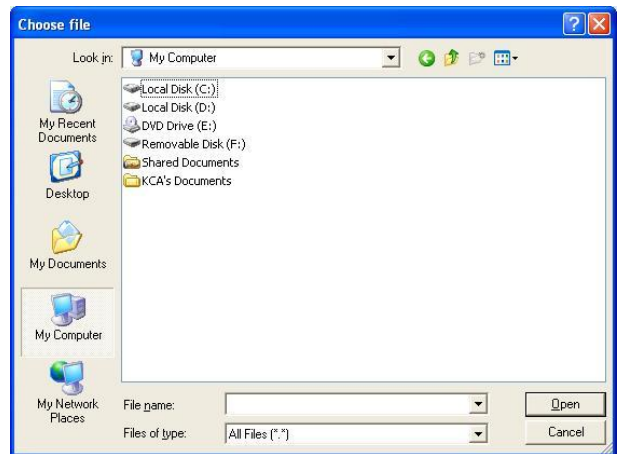 Choose file
Look in: My Computer
Local Disk (C:)
Local Disk (D:)
DVD Drive (E:)
Removable Disk (F:)
Shared Documents
KCA's Documents
My Recent
Documents
Desktop
My Documents
My Computer
My Network
Places
File name:
Open
Files of type: All Files (*.*)
Cancel